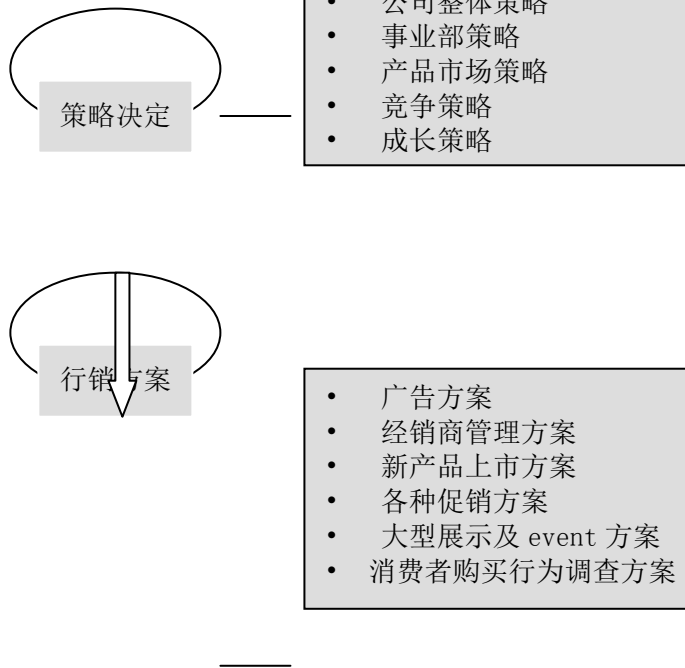 • 公司整体策略
• 事业部策略
• 产品市场策略
• 竞争策略
• 成长策略
策略决定
行销方案
• 广告方案
• 经销商管理方案
• 新产品上市方案
• 各种促销方案
• 大型展示及 event 方案
• 消费者购买行为调查方案